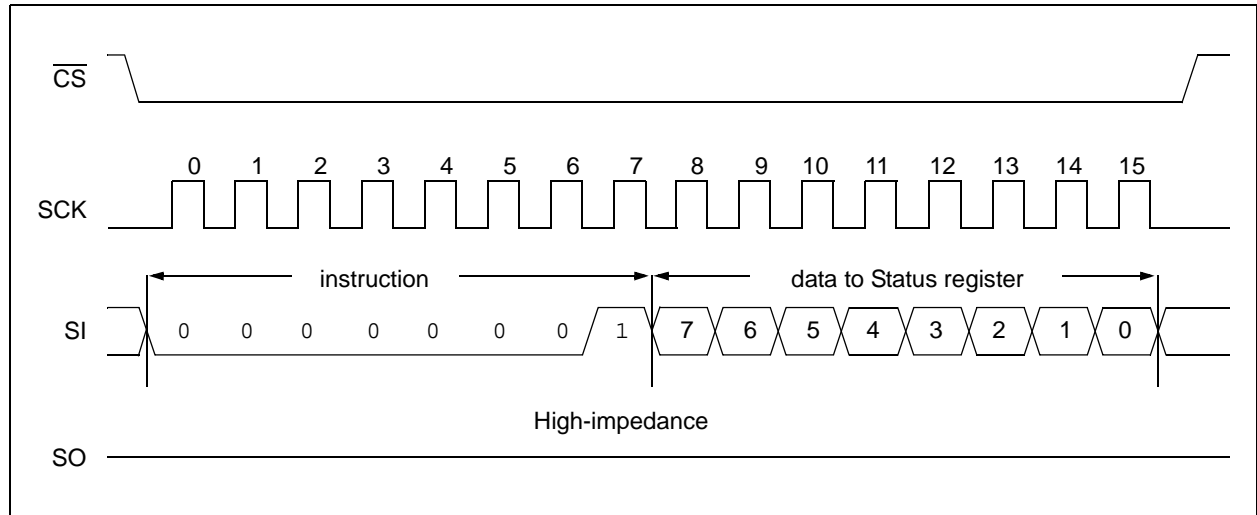 CS
0 1 2 3 4 5 6 7 8 9 10 11 12 13 14 15
SCK
instruction data to Status register
SI 0 0 0 0 0 0 0 1 7 6 5 4 3 2 1 0
High-impedance
SO